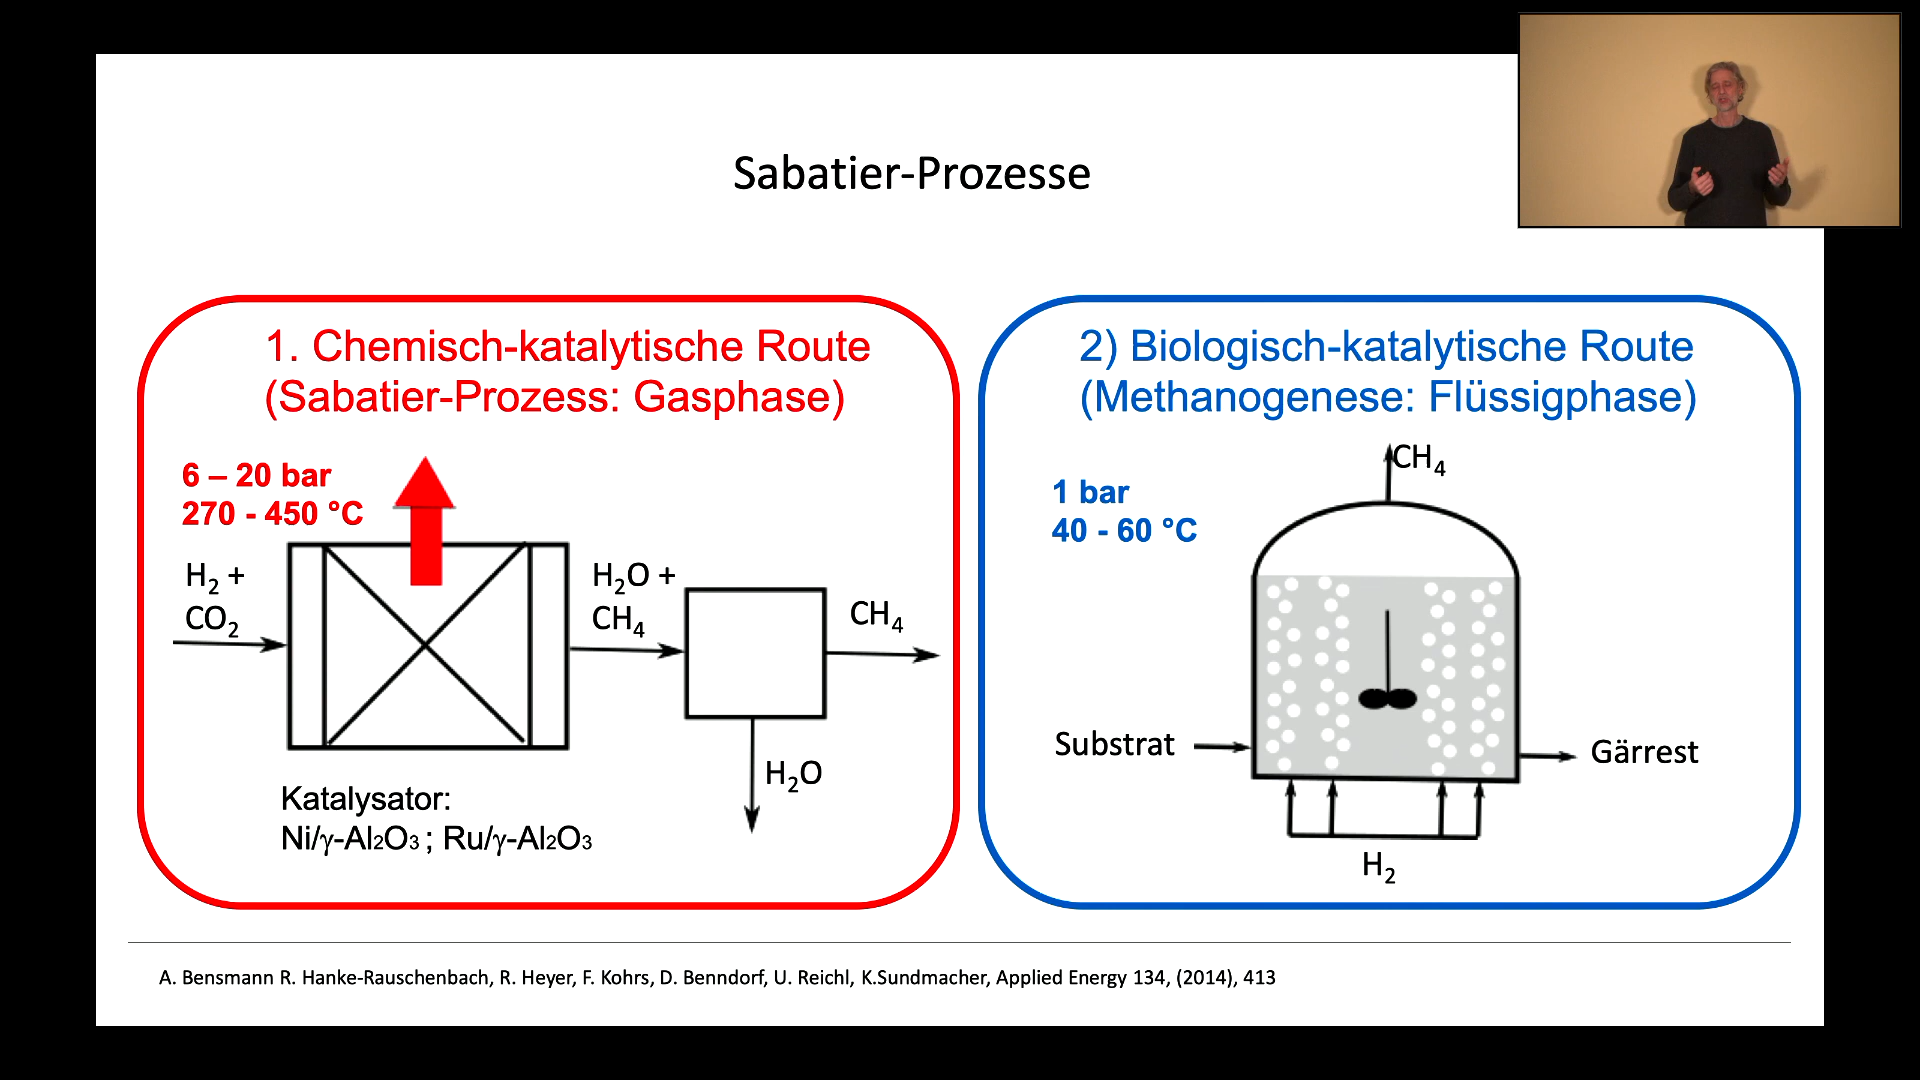 Sabatier-Prozesse
1. Chemisch-katalytische Route
(Sabatier-Prozess: Gasphase)
6 – 20 bar
270 - 450 °C
H₂ +
CO₂
H₂O +
CH₄
CH₄
H₂O
Katalysator:
Ni/γ-Al₂O₃ ; Ru/γ-Al₂O₃
2) Biologisch-katalytische Route
(Methanogenese: Flüssigphase)
CH₄
1 bar
40 - 60 °C
Substrat
Gärrest
H₂
A. Bensmann R. Hanke-Rauschenbach, R. Heyer, F. Kohrs, D. Benndorf, U. Reichl, K.Sundmacher, Applied Energy 134, (2014), 413